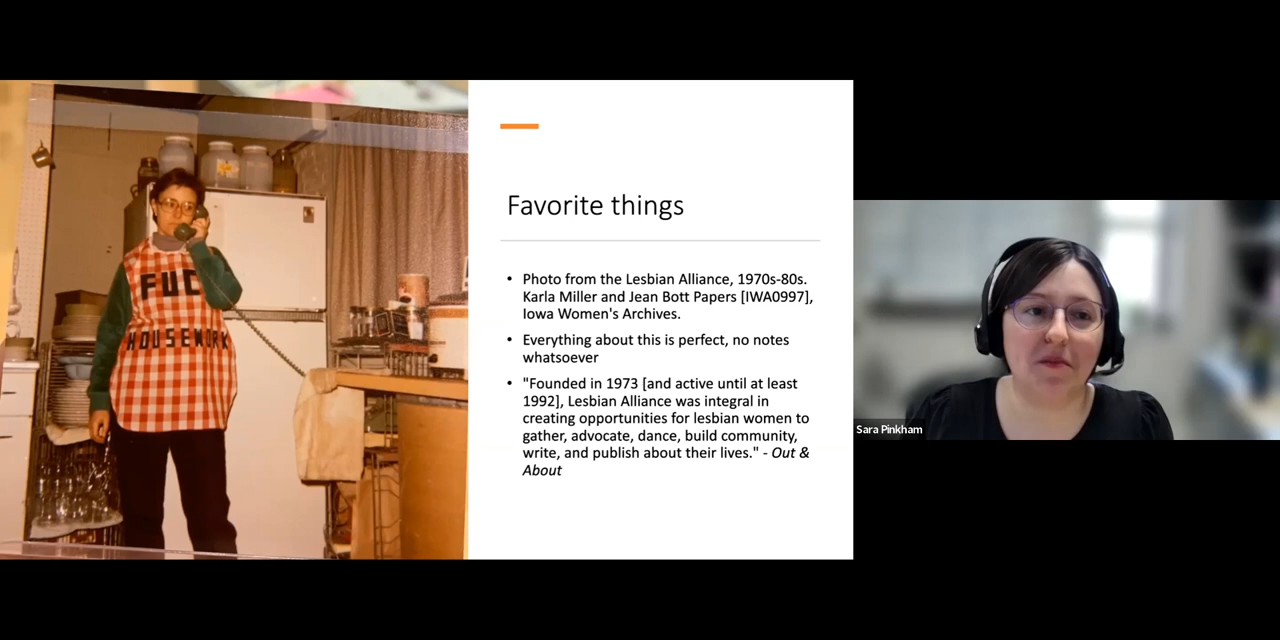 FUC
HOUSEWORK
Favorite things
• Photo from the Lesbian Alliance, 1970s-80s.
Karla Miller and Jean Bott Papers [IWA0997],
Iowa Women's Archives.
• Everything about this is perfect, no notes
whatsoever
• "Founded in 1973 [and active until at least
1992], Lesbian Alliance was integral in
creating opportunities for lesbian women to
gather, advocate, dance, build community,
write, and publish about their lives." - Out &
About
Sara Pinkham